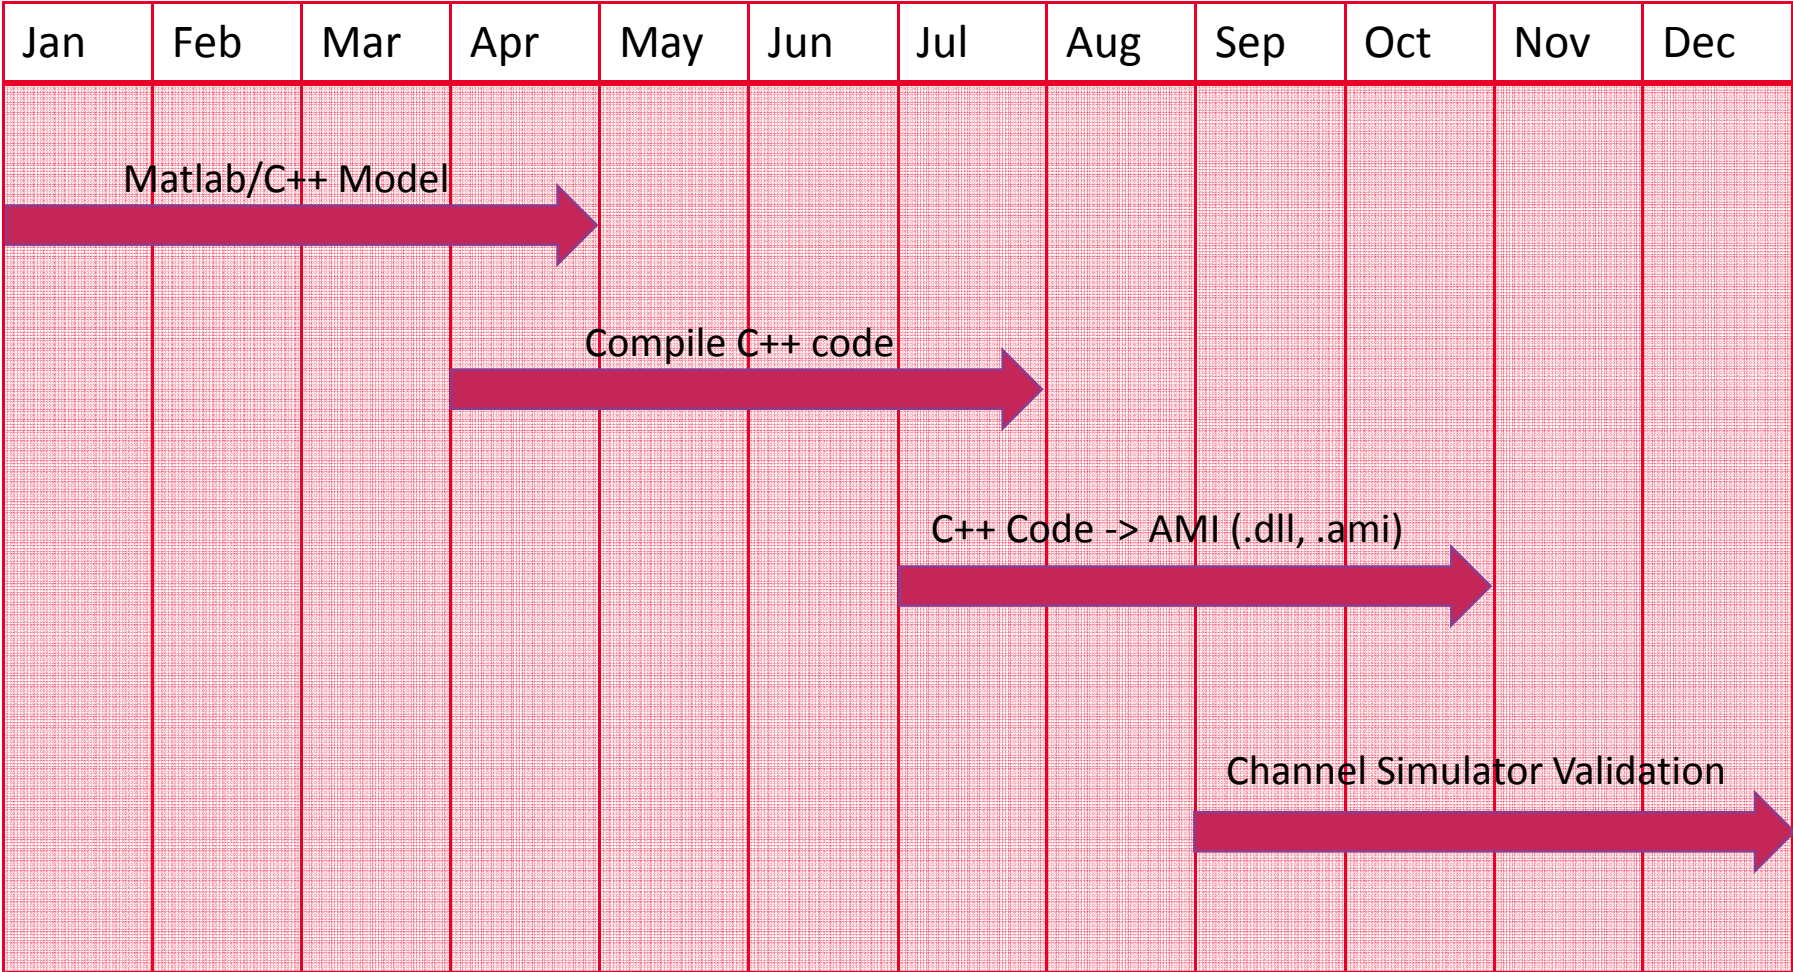 Jan Feb Mar Apr May Jun Jul Aug Sep Oct Nov Dec
Matlab/C++ Model
Compile C++ code
C++ Code -> AMI (.dll, .ami)
Channel Simulator Validation